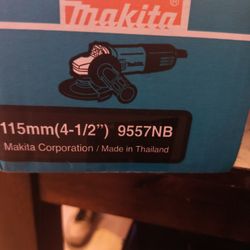 makita®
115mm(4-1/2") 9557NB
Makita Corporation / Made in Thailand